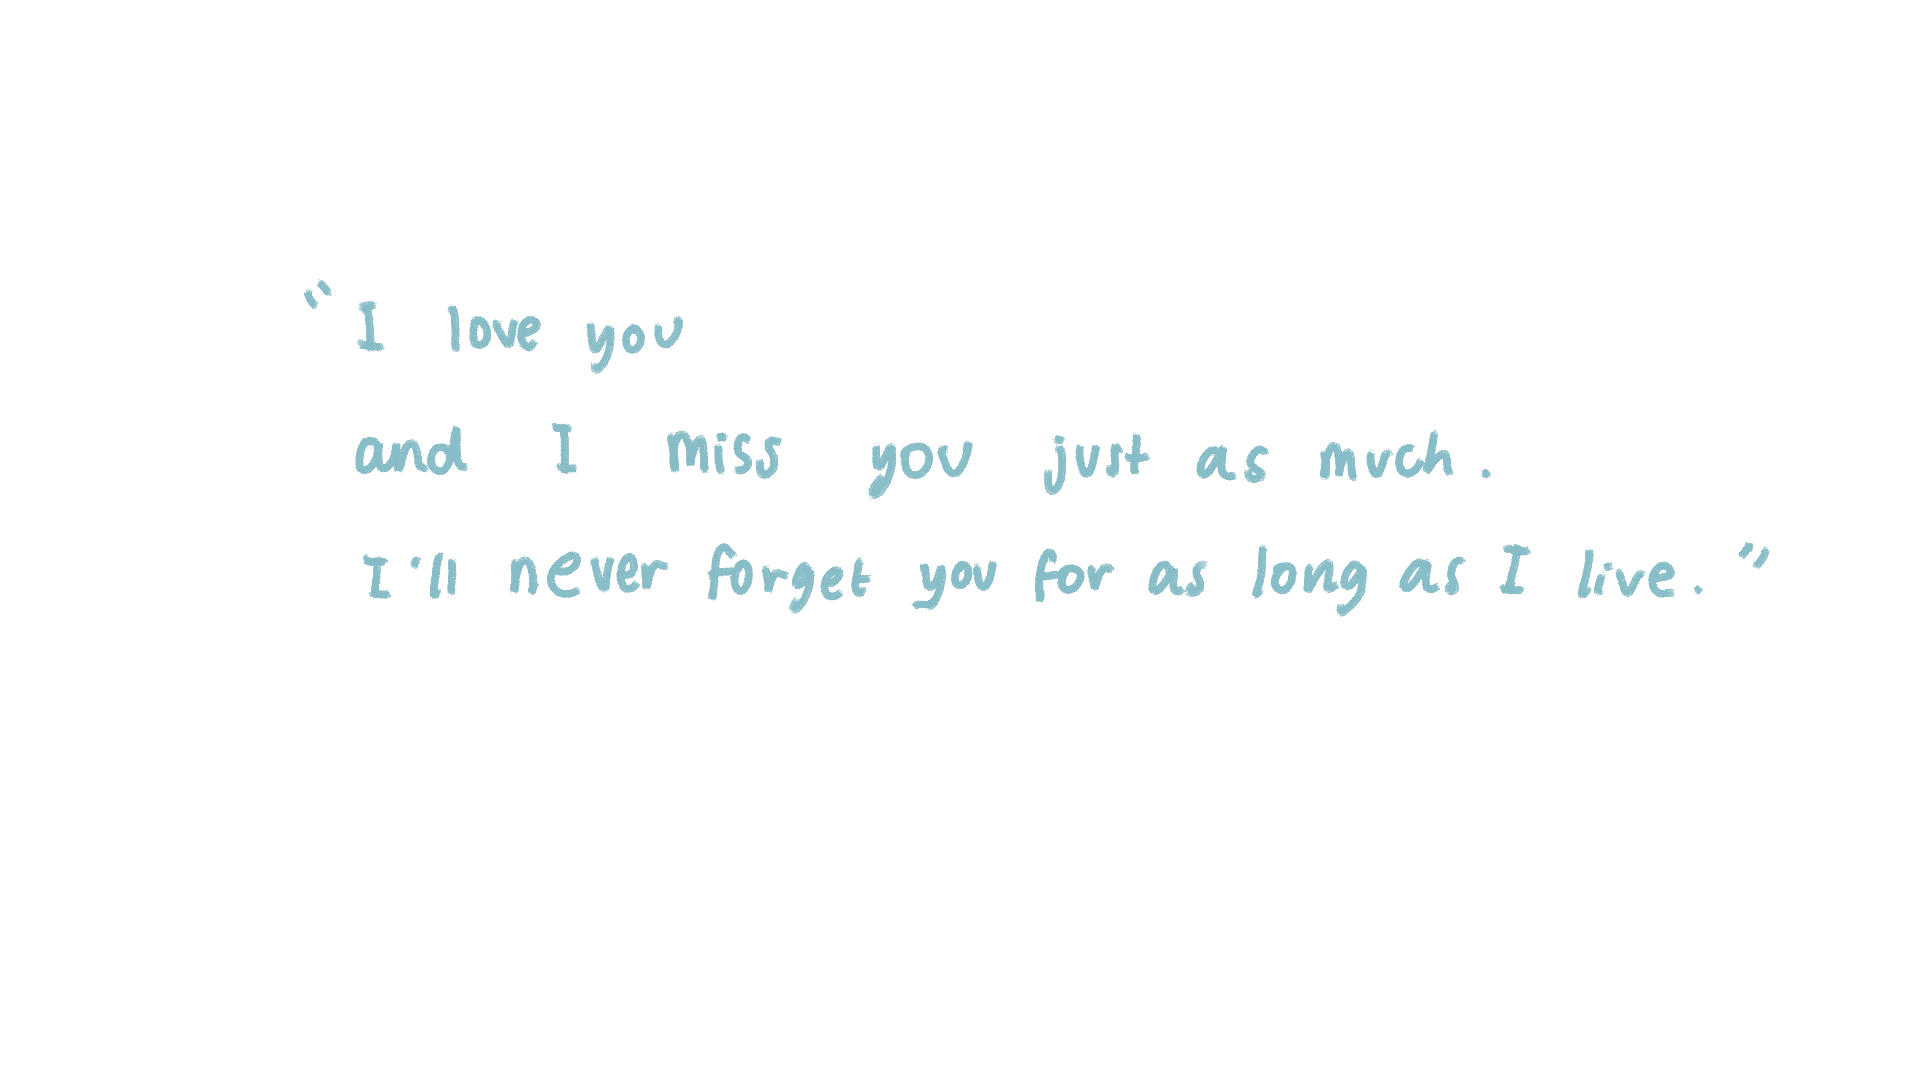 “I love you
and I miss you just as much.
I'll never forget you for as long as I live.”